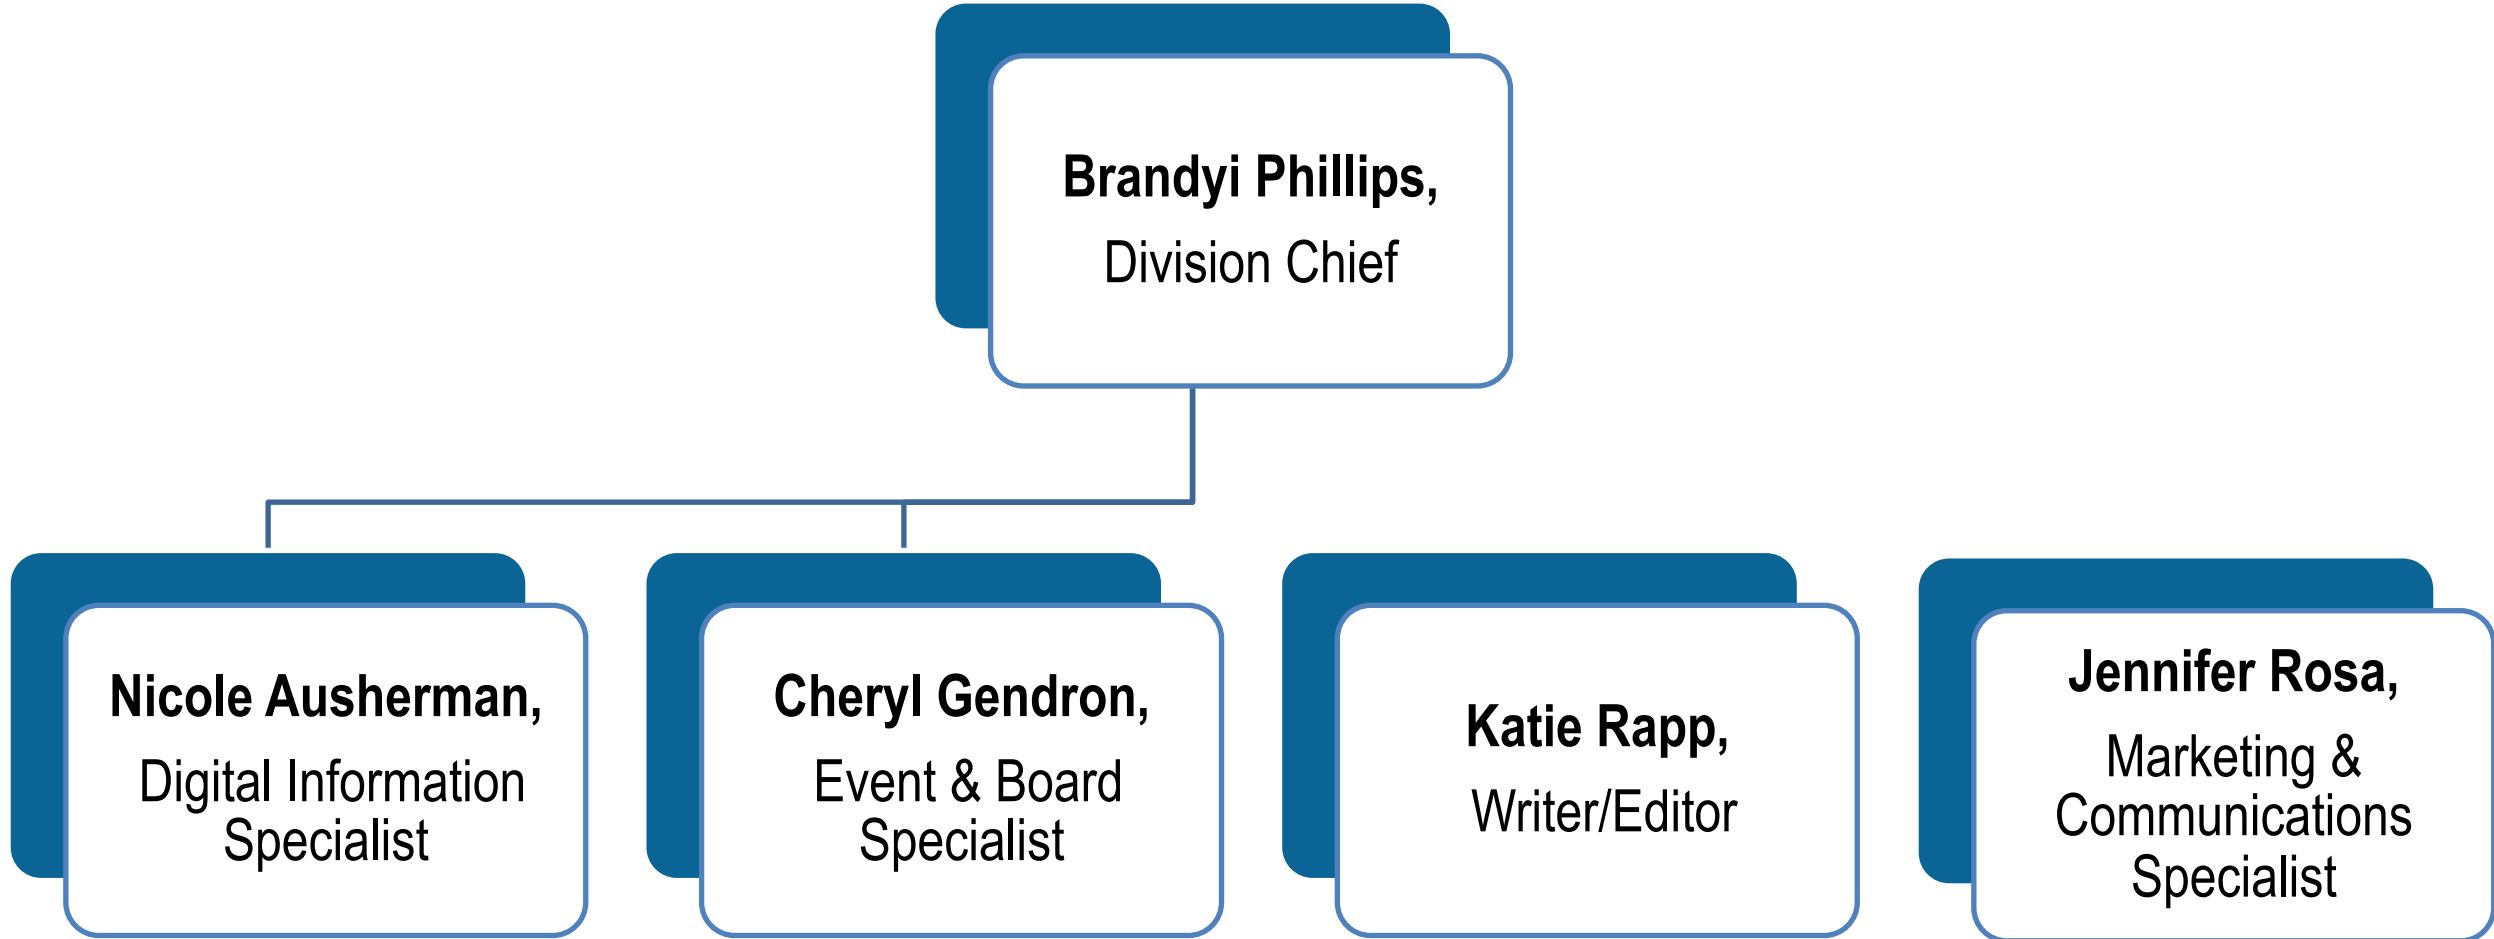 Brandyi Phillips,
Division Chief
Nicole Ausherman,
Digital Information
Specialist
Cheryl Gendron,
Event & Brand
Specialist
Katie Rapp,
Writer/Editor
Jennifer Rosa,
Marketing &
Communications
Specialist